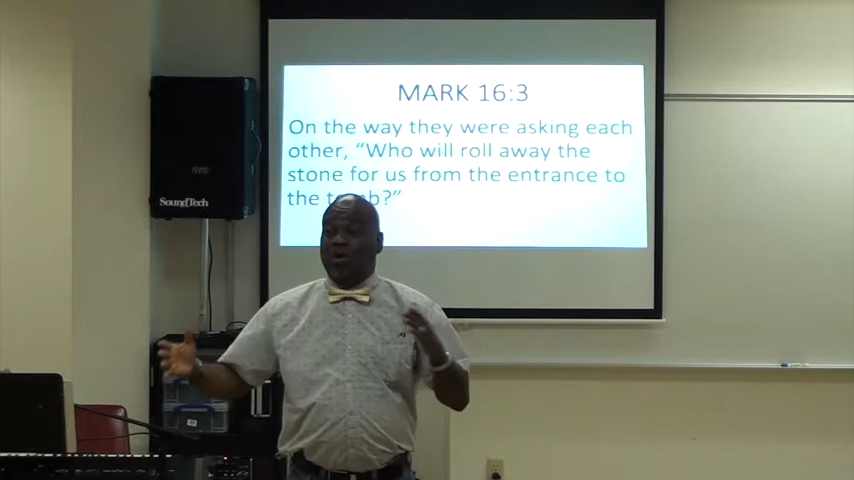 MARK 16:3
On the way they were asking each
other, “Who will roll away the
stone for us from the entrance to
the tomb?”
SoundTech